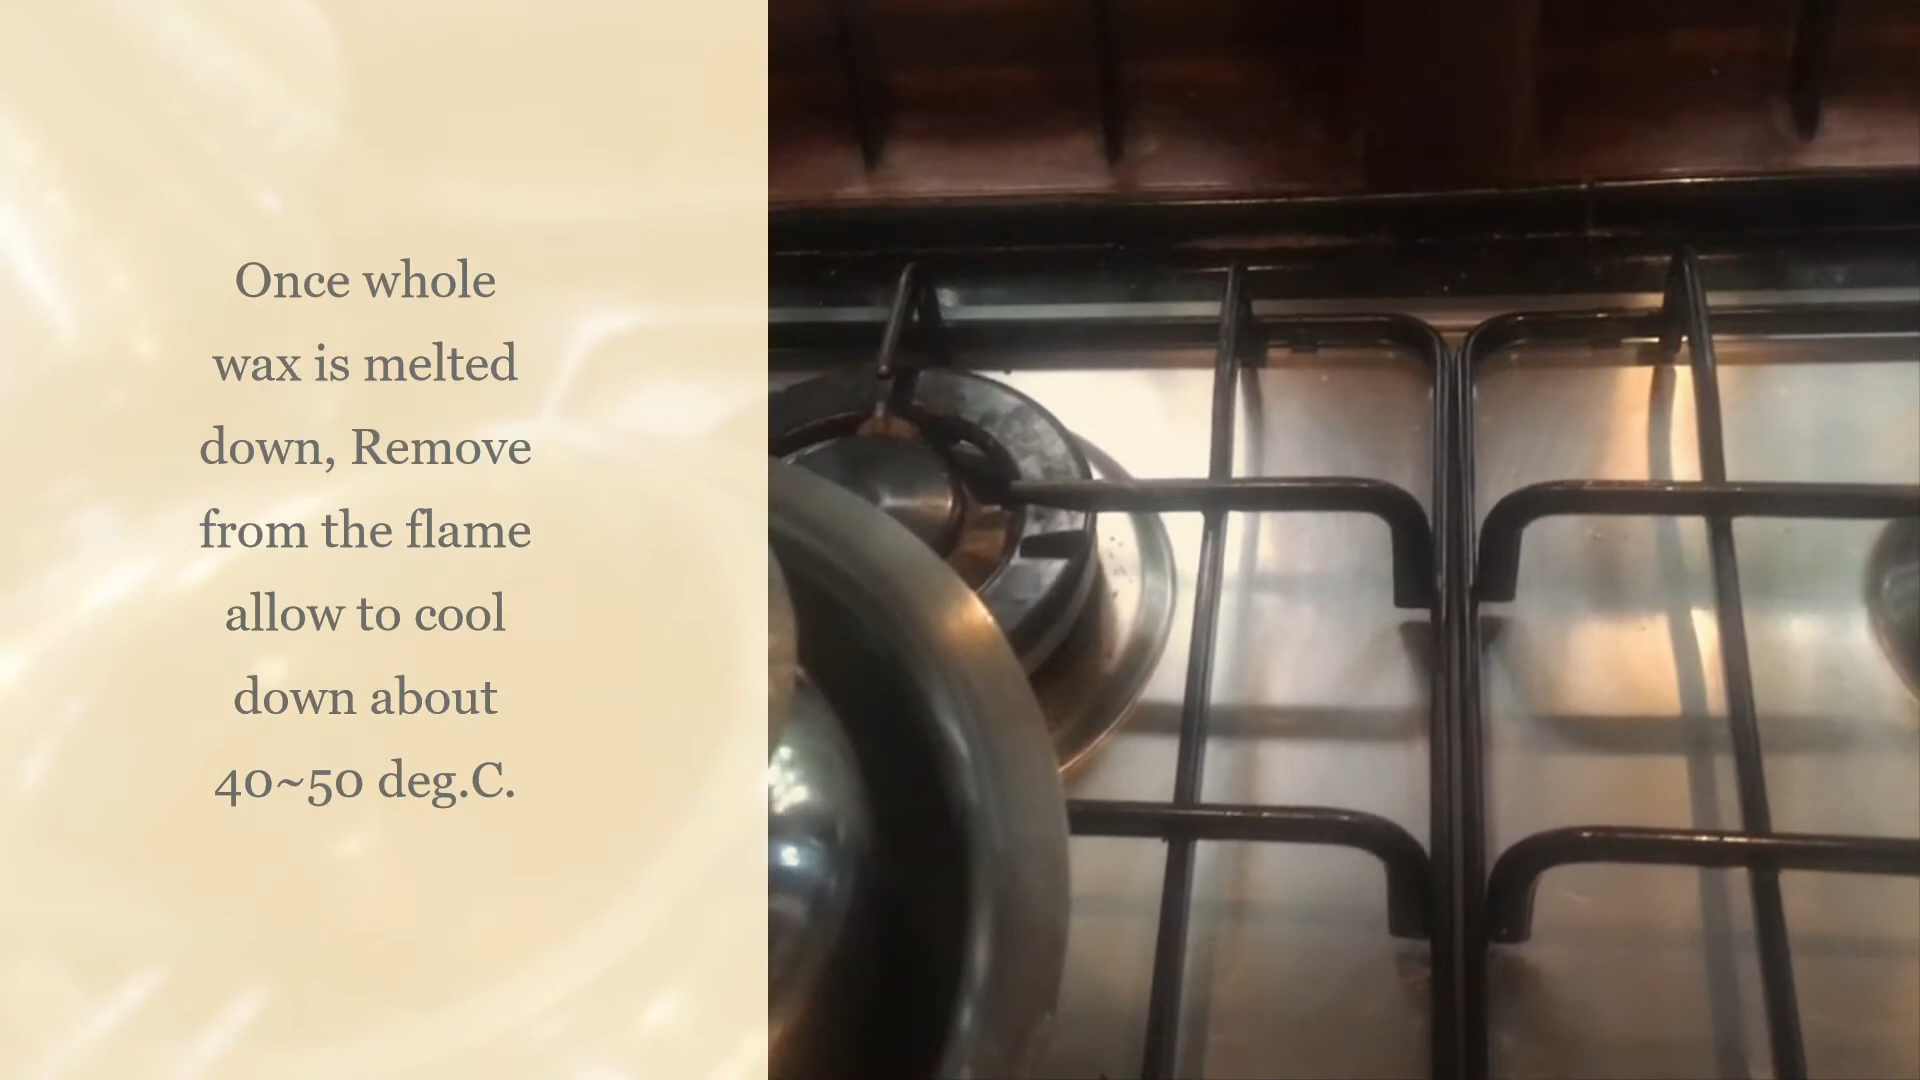 Once whole
wax is melted
down, Remove
from the flame
allow to cool
down about
40~50 deg.C.